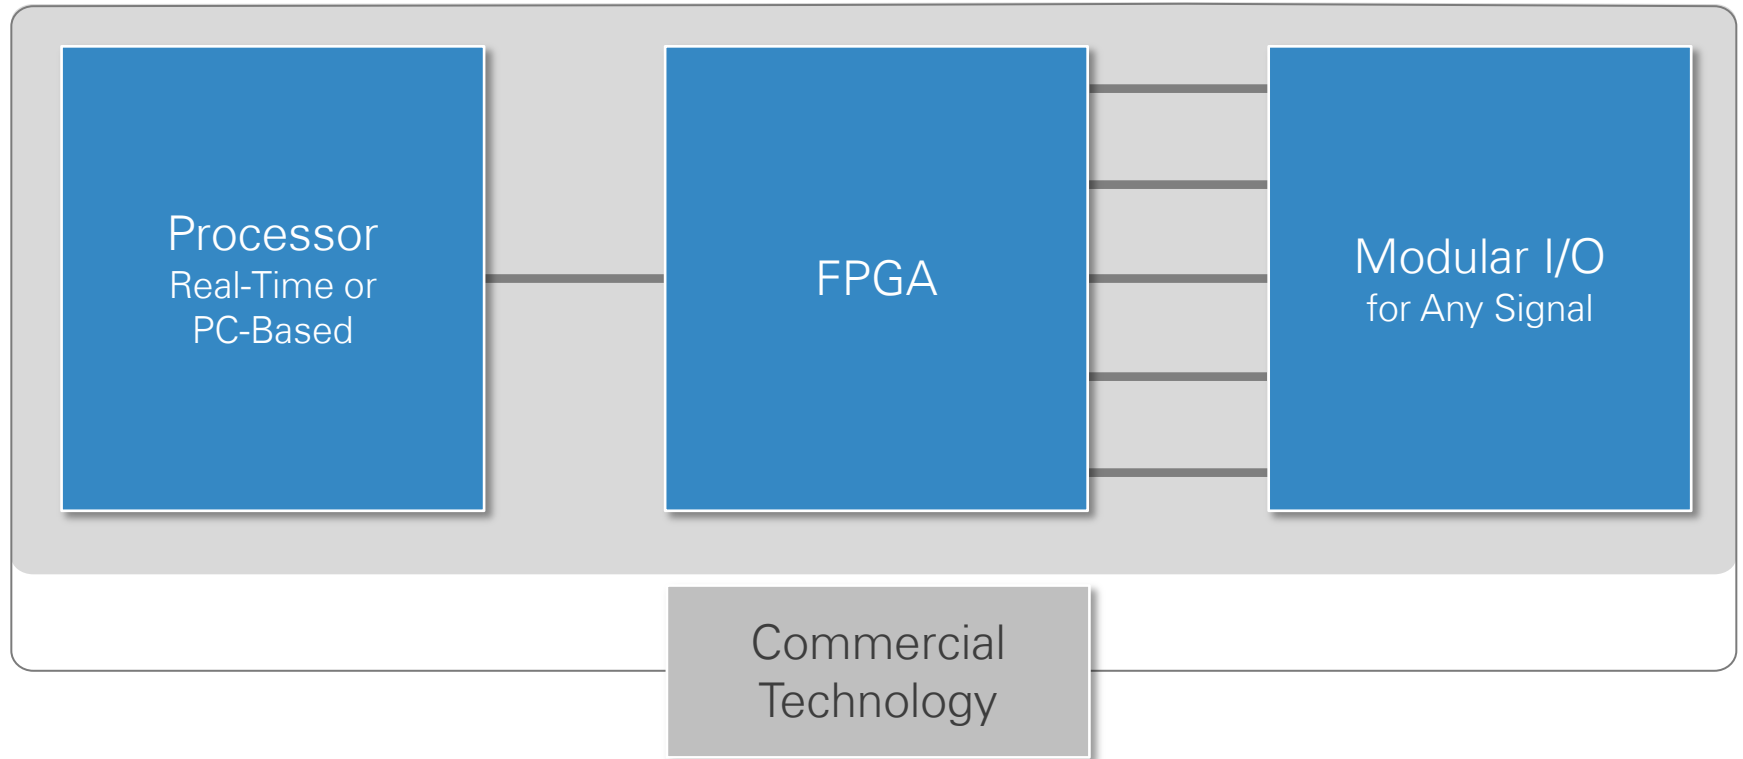 Processor
Real-Time or
PC-Based
FPGA
Modular I/O
for Any Signal
Commercial
Technology